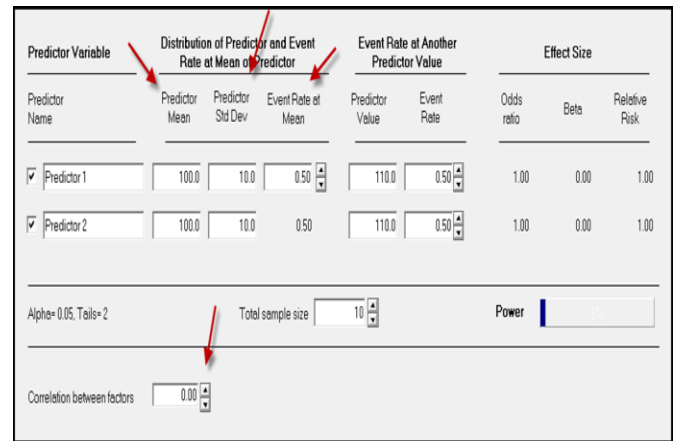 Predictor Variable
Distribution of Predictor and Event
Rate at Mean of Predictor
Event Rate at Another
Predictor Value
Effect Size
Predictor
Name
Predictor
Mean
Predictor
Std Dev
Event Rate at
Mean
Predictor
Value
Event
Rate
Odds
ratio
Beta
Relative
Risk
Predictor 1 100.0 10.0 0.50 110.0 0.50 1.00 0.00 1.00
Predictor 2 100.0 10.0 0.50 110.0 0.50 1.00 0.00 1.00
Alpha= 0.05, Tails= 2 Total sample size 10 Power 5%
Correlation between factors 0.00